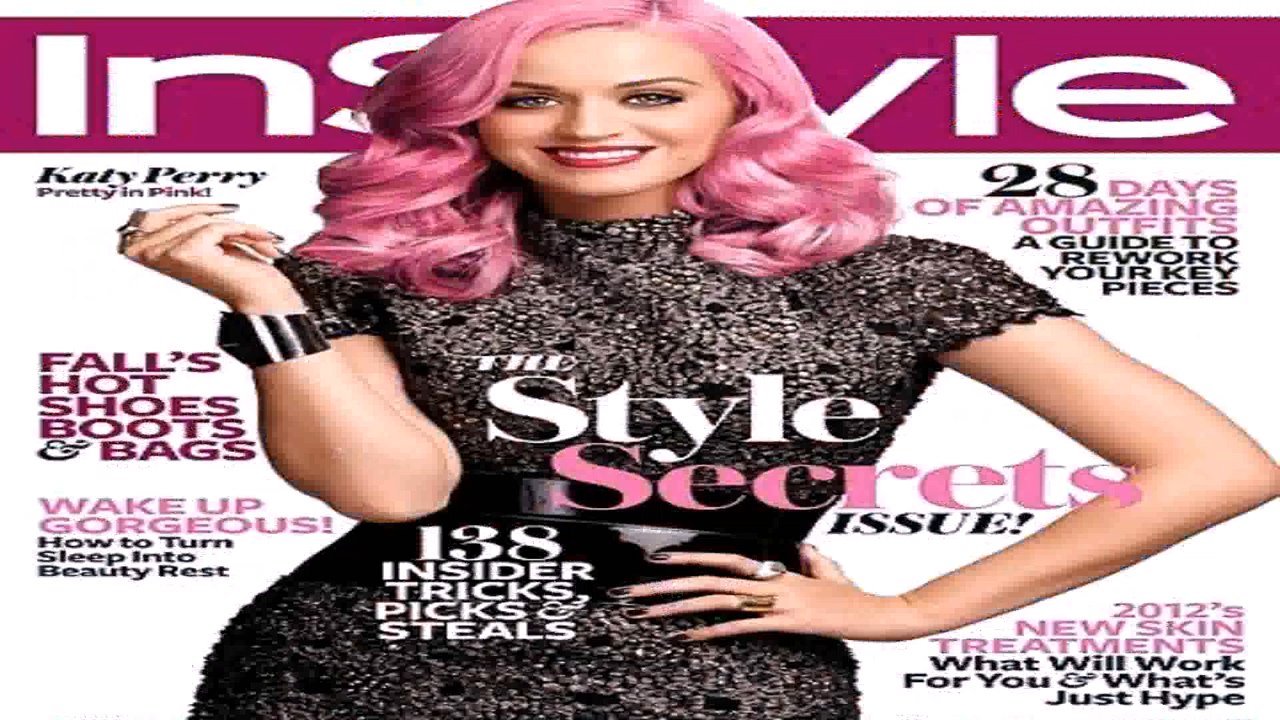 InStyle
Katy Perry
Pretty in Pink!
28 DAYS
OF AMAZING
OUTFITS
A GUIDE TO
REWORK
YOUR KEY
PIECES
FALL'S
HOT
SHOES
BOOTS
& BAGS
THE
Style
Secrets
ISSUE!
WAKE UP
GORGEOUS!
How to Turn
Sleep Into
Beauty Rest
138
INSIDER
TRICKS,
PICKS &
STEALS
2012's
NEW SKIN
TREATMENTS
What Will Work
For You & What's
Just Hype